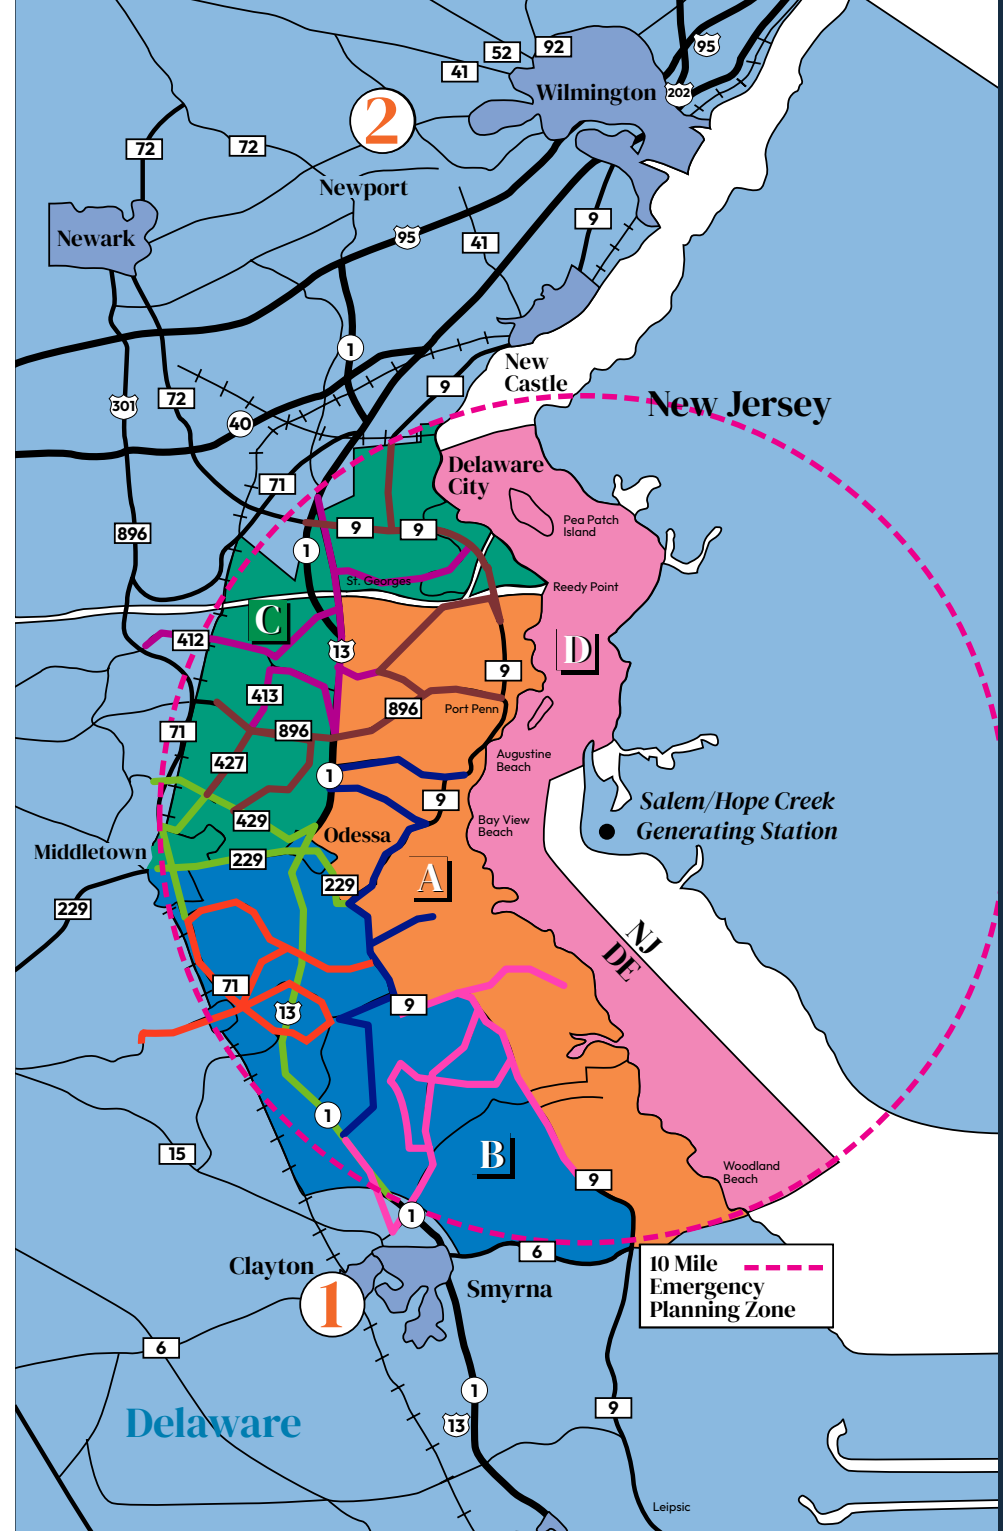 95
52
92
41
Wilmington
202
2
72
72
Newport
9
Newark
95
41
1
New
Castle
9
New Jersey
301
72
40
Delaware
City
71
Pea Patch
Island
9
9
896
1
St. Georges
Reedy Point
C
412
13
D
9
413
896
Port Penn
71
896
427
Augustine
Beach
1
9
Salem/Hope Creek
Generating Station
429
Bay View
Beach
Odessa
Middletown
229
A
229
229
NJ
DE
71
9
13
1
15
B
Woodland
Beach
9
1
6
10 Mile
Emergency
Planning Zone
Clayton
Smyrna
1
6
1
9
Delaware
13
Leipsic